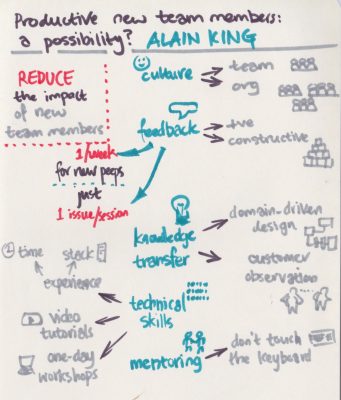 Productive new team members:
a possibility? ALAIN KING
REDUCE
the impact
of new
team members
culture
team
org
feedback
+ve
constructive
1/week
for new peeps
just
1 issue/session
knowledge
transfer
domain-driven
design
customer
observation
technical
skills
time
stack
experience
video
tutorials
one-day
workshops
mentoring
don't touch
the keyboard